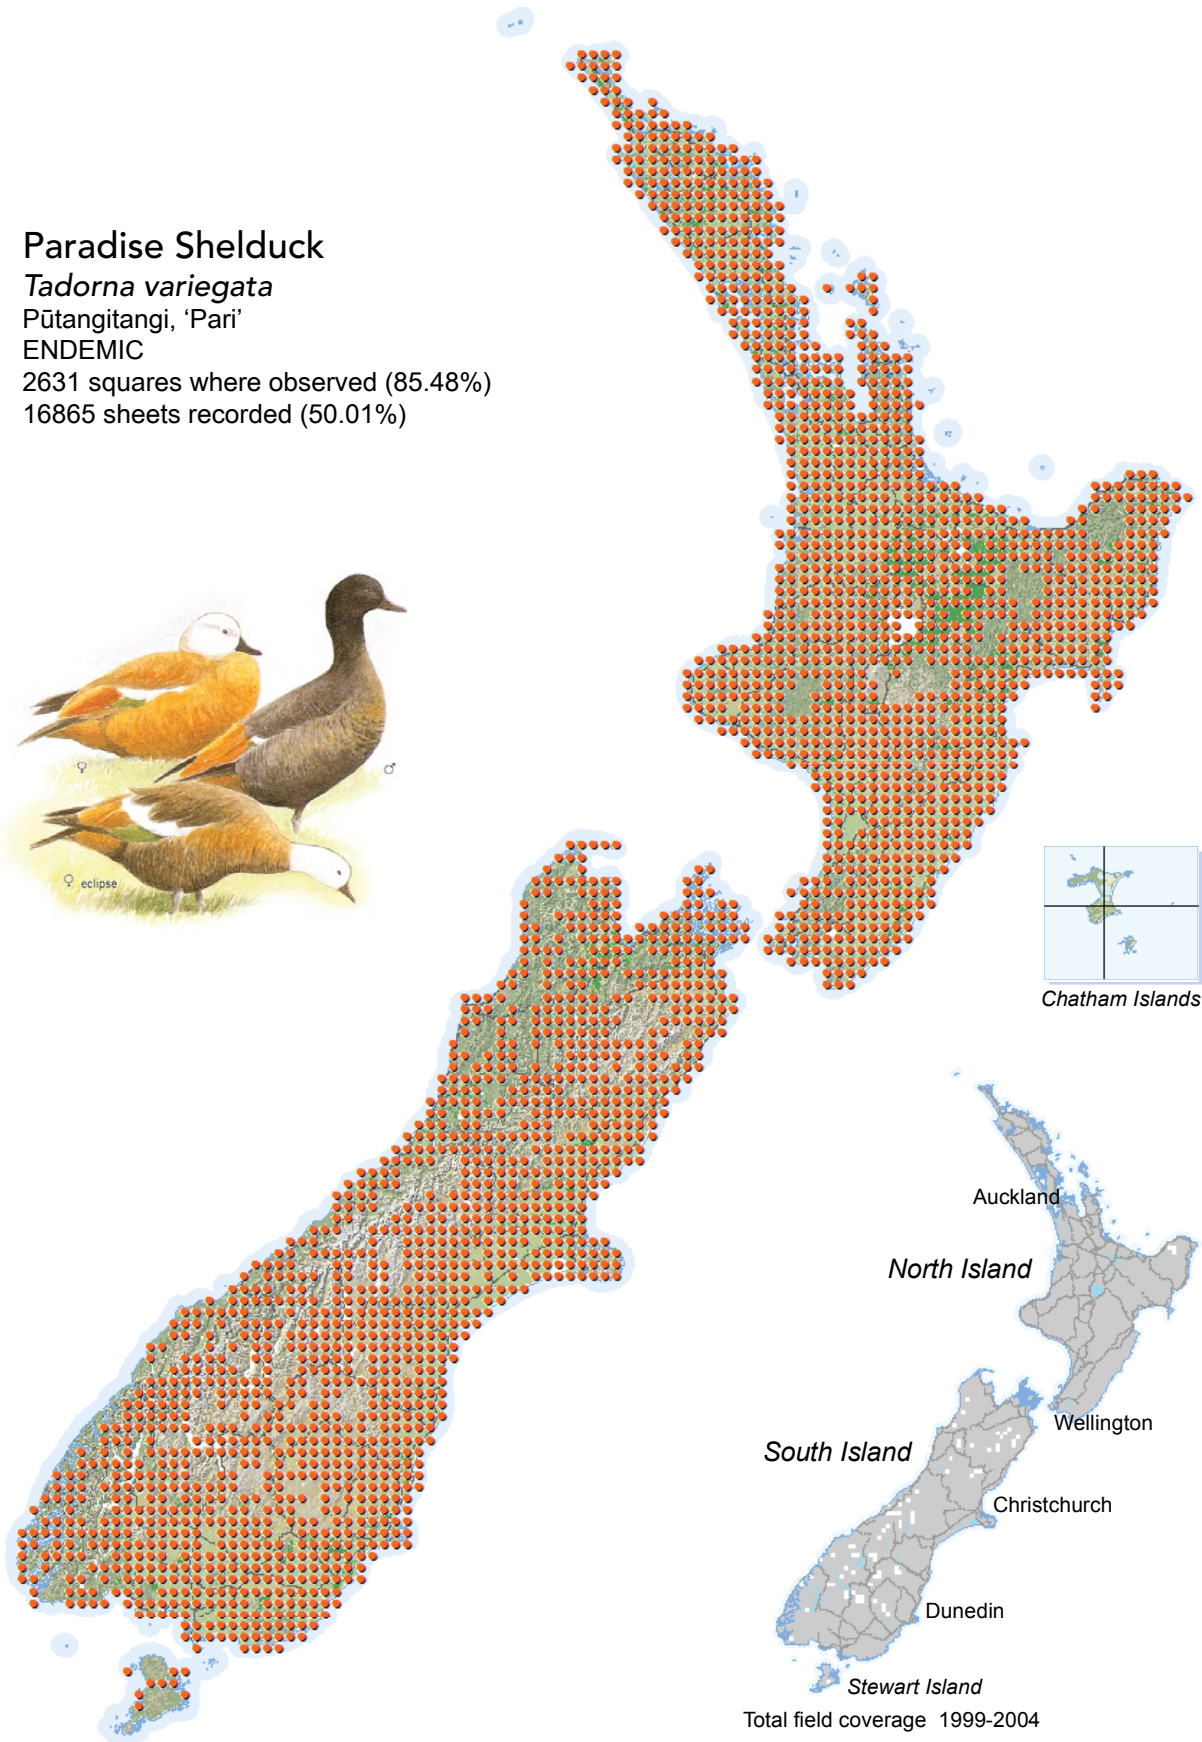 Paradise Shelduck
Tadorna variegata
Pūtangitangi, ‘Pari’
ENDEMIC
2631 squares where observed (85.48%)
16865 sheets recorded (50.01%)
♀
♂
♀ eclipse
Chatham Islands
Auckland
North Island
Wellington
South Island
Christchurch
Dunedin
Stewart Island
Total field coverage 1999-2004